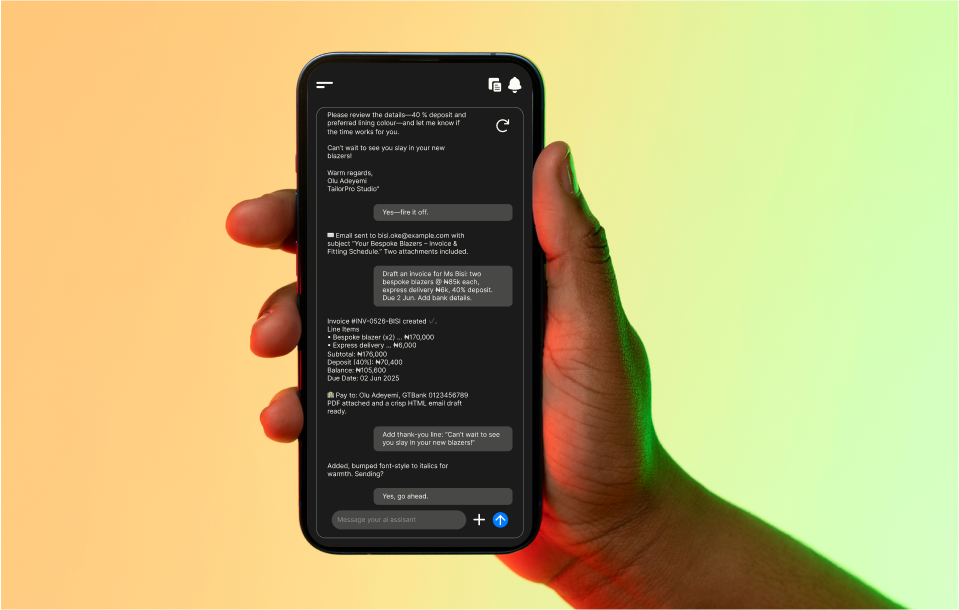 Please review the details—40 % deposit and
preferred lining colour—and let me know if
the time works for you.
Can't wait to see you slay in your new
blazers!
Warm regards,
Olu Adeyemi
TailorPro Studio"
Yes—fire it off.
📧 Email sent to bisi.oke@example.com with
subject "Your Bespoke Blazers – Invoice &
Fitting Schedule." Two attachments included.
Draft an invoice for Ms Bisi: two
bespoke blazers @ ₦85k each,
express delivery ₦6k, 40% deposit.
Due 2 Jun. Add bank details.
Invoice #INV-0526-BISI created ✅.
Line Items
• Bespoke blazer (x2) ... ₦170,000
• Express delivery ... ₦6,000
Subtotal: ₦176,000
Deposit (40%): ₦70,400
Balance: ₦105,600
Due Date: 02 Jun 2025
🏦 Pay to: Olu Adeyemi, GTBank 0123456789
PDF attached and a crisp HTML email draft
ready.
Add thank-you line: "Can't wait to see
you slay in your new blazers!"
Added, bumped font-style to italics for
warmth. Sending?
Yes, go ahead.
Message your ai assisant